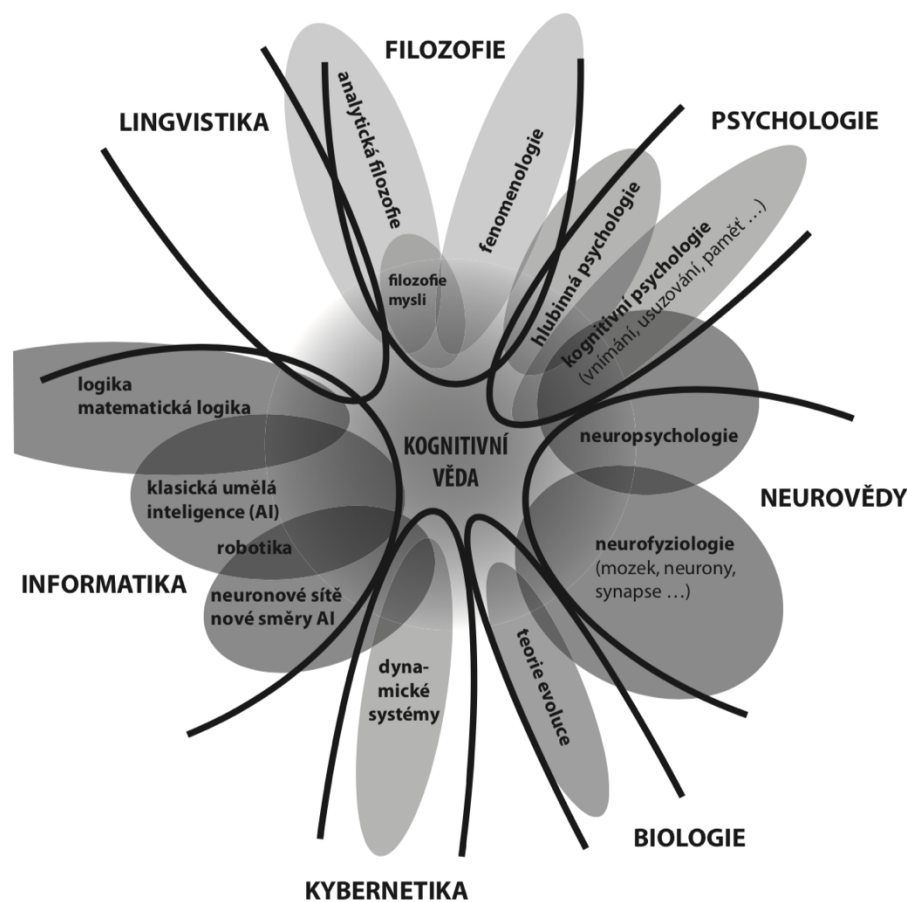 FILOZOFIE
LINGVISTIKA
PSYCHOLOGIE
analytická filozofie
fenomenologie
hlubinná psychologie
kognitivní psychologie
(vnímání, usuzování, paměť …)
filozofie
mysli
logika
matematická logika
KOGNITIVNÍ
VĚDA
neuropsychologie
klasická umělá
inteligence (AI)
NEUROVĚDY
robotika
neurofyziologie
(mozek, neurony,
synapse …)
INFORMATIKA
neuronové sítě
nové směry AI
dyna-
mické
systémy
teorie evoluce
BIOLOGIE
KYBERNETIKA